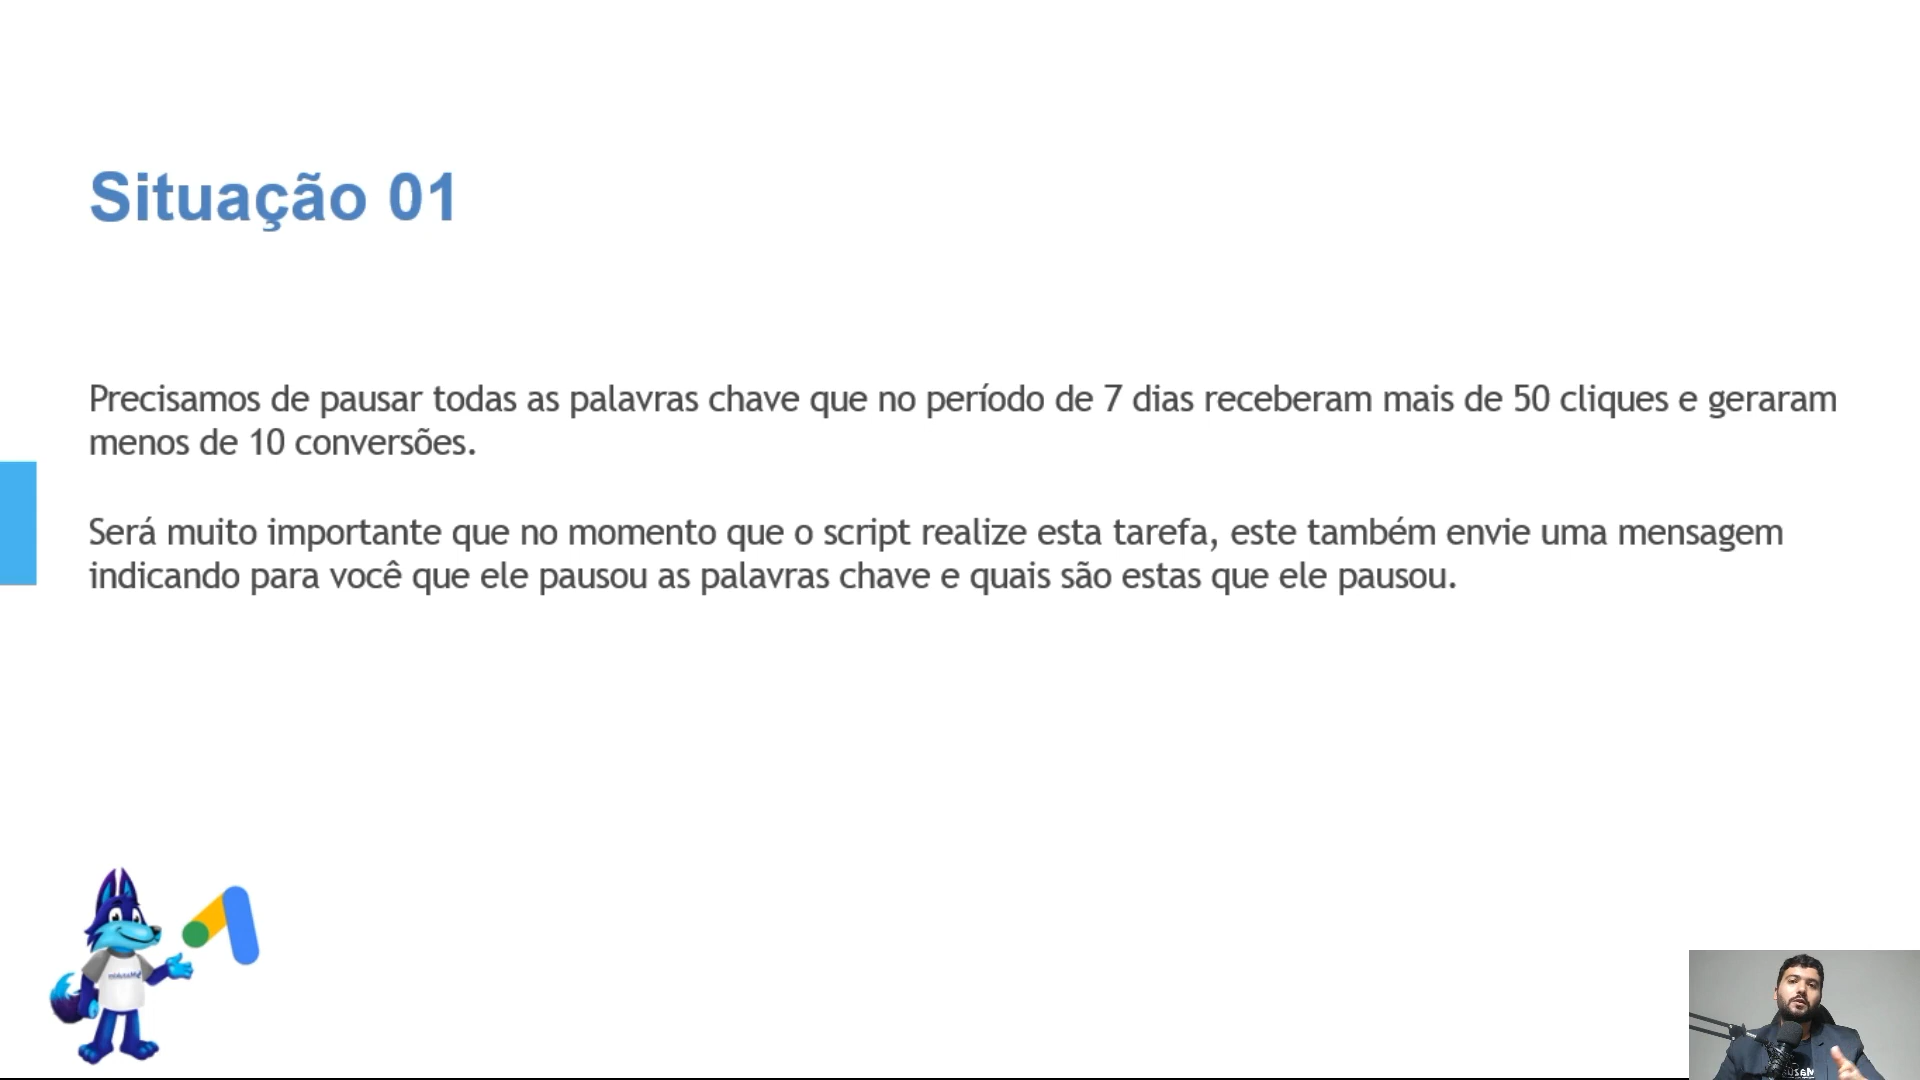 Situação 01
Precisamos de pausar todas as palavras chave que no período de 7 dias receberam mais de 50 cliques e geraram
menos de 10 conversões.
Será muito importante que no momento que o script realize esta tarefa, este também envie uma mensagem
indicando para você que ele pausou as palavras chave e quais são estas que ele pausou.